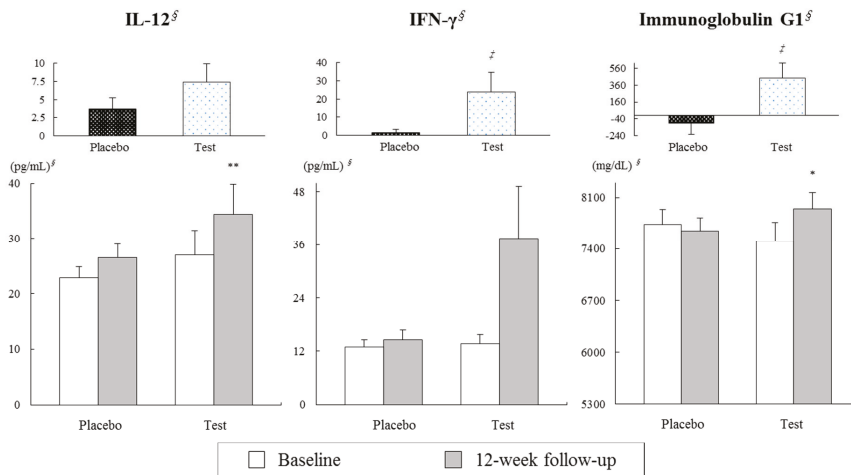 IL-12§
10
7.5
5
2.5
0
Placebo Test
(pg/mL)§
**
40
30
20
10
0
Placebo Test
IFN-γ§
‡
40
30
20
10
0
Placebo Test
(pg/mL) §
48
36
24
12
0
Placebo Test
Immunoglobulin G1§
‡
560
360
160
-40
-240
Placebo Test
(mg/dL) §
*
8100
7400
6700
6000
5300
Placebo Test
Baseline 12-week follow-up